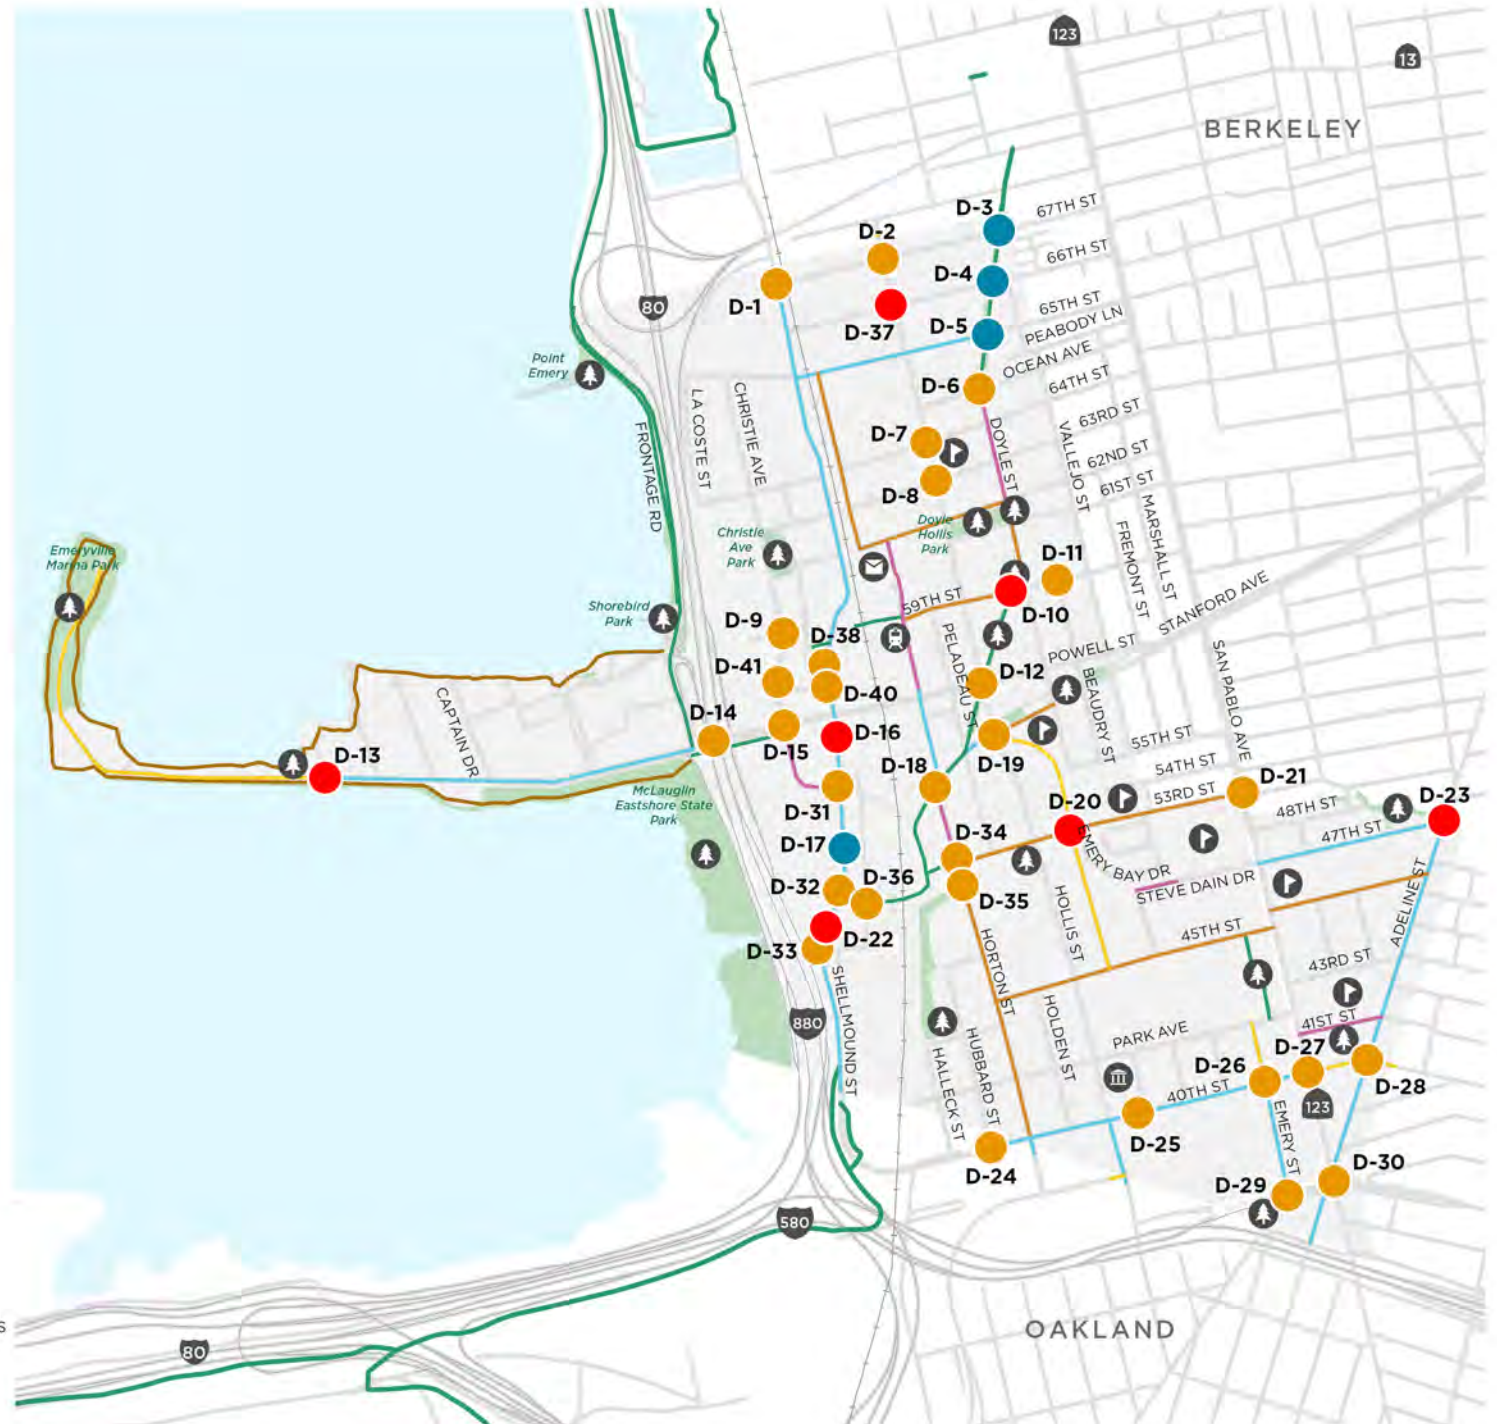 123
13
BERKELEY
67TH ST
D-3
D-2
66TH ST
D-4
80
D-1
65TH ST
D-37
D-5
PEABODY LN
OCEAN AVE
Point
Emery
64TH ST
D-6
LA COSTE ST
CHRISTIE AVE
63RD ST
DOYLE ST
VALLEJO ST
FRONTAGE RD
D-7
62ND ST
61ST ST
D-8
MARSHALL ST
Christie
Ave
Park
Doyle
Hollis
Park
FREMONT ST
Emeryville
Marina Park
D-11
STANFORD AVE
59TH ST
Shorebird
Park
D-10
D-9
D-38
PELADEAU ST
POWELL ST
SAN PABLO AVE
D-41
D-12
D-40
BEAUDRY ST
CAPTAIN DR
D-14
D-16
55TH ST
D-13
D-15
D-18
D-19
54TH ST
D-21
McLaughlin
Eastshore State
Park
D-31
D-20
53RD ST
48TH ST
D-23
D-17
D-34
47TH ST
EMERY BAY DR
D-32
D-36
STEVE DAIN DR
D-35
HOLLIS ST
ADELINE ST
D-22
45TH ST
D-33
HORTON ST
43RD ST
SHELLMOUND ST
880
HOLDEN ST
41ST ST
PARK AVE
HUBBARD ST
HALLECK ST
D-27
D-26
D-28
40TH ST
123
D-25
EMERY ST
D-24
D-30
D-29
580
S
80
OAKLAND